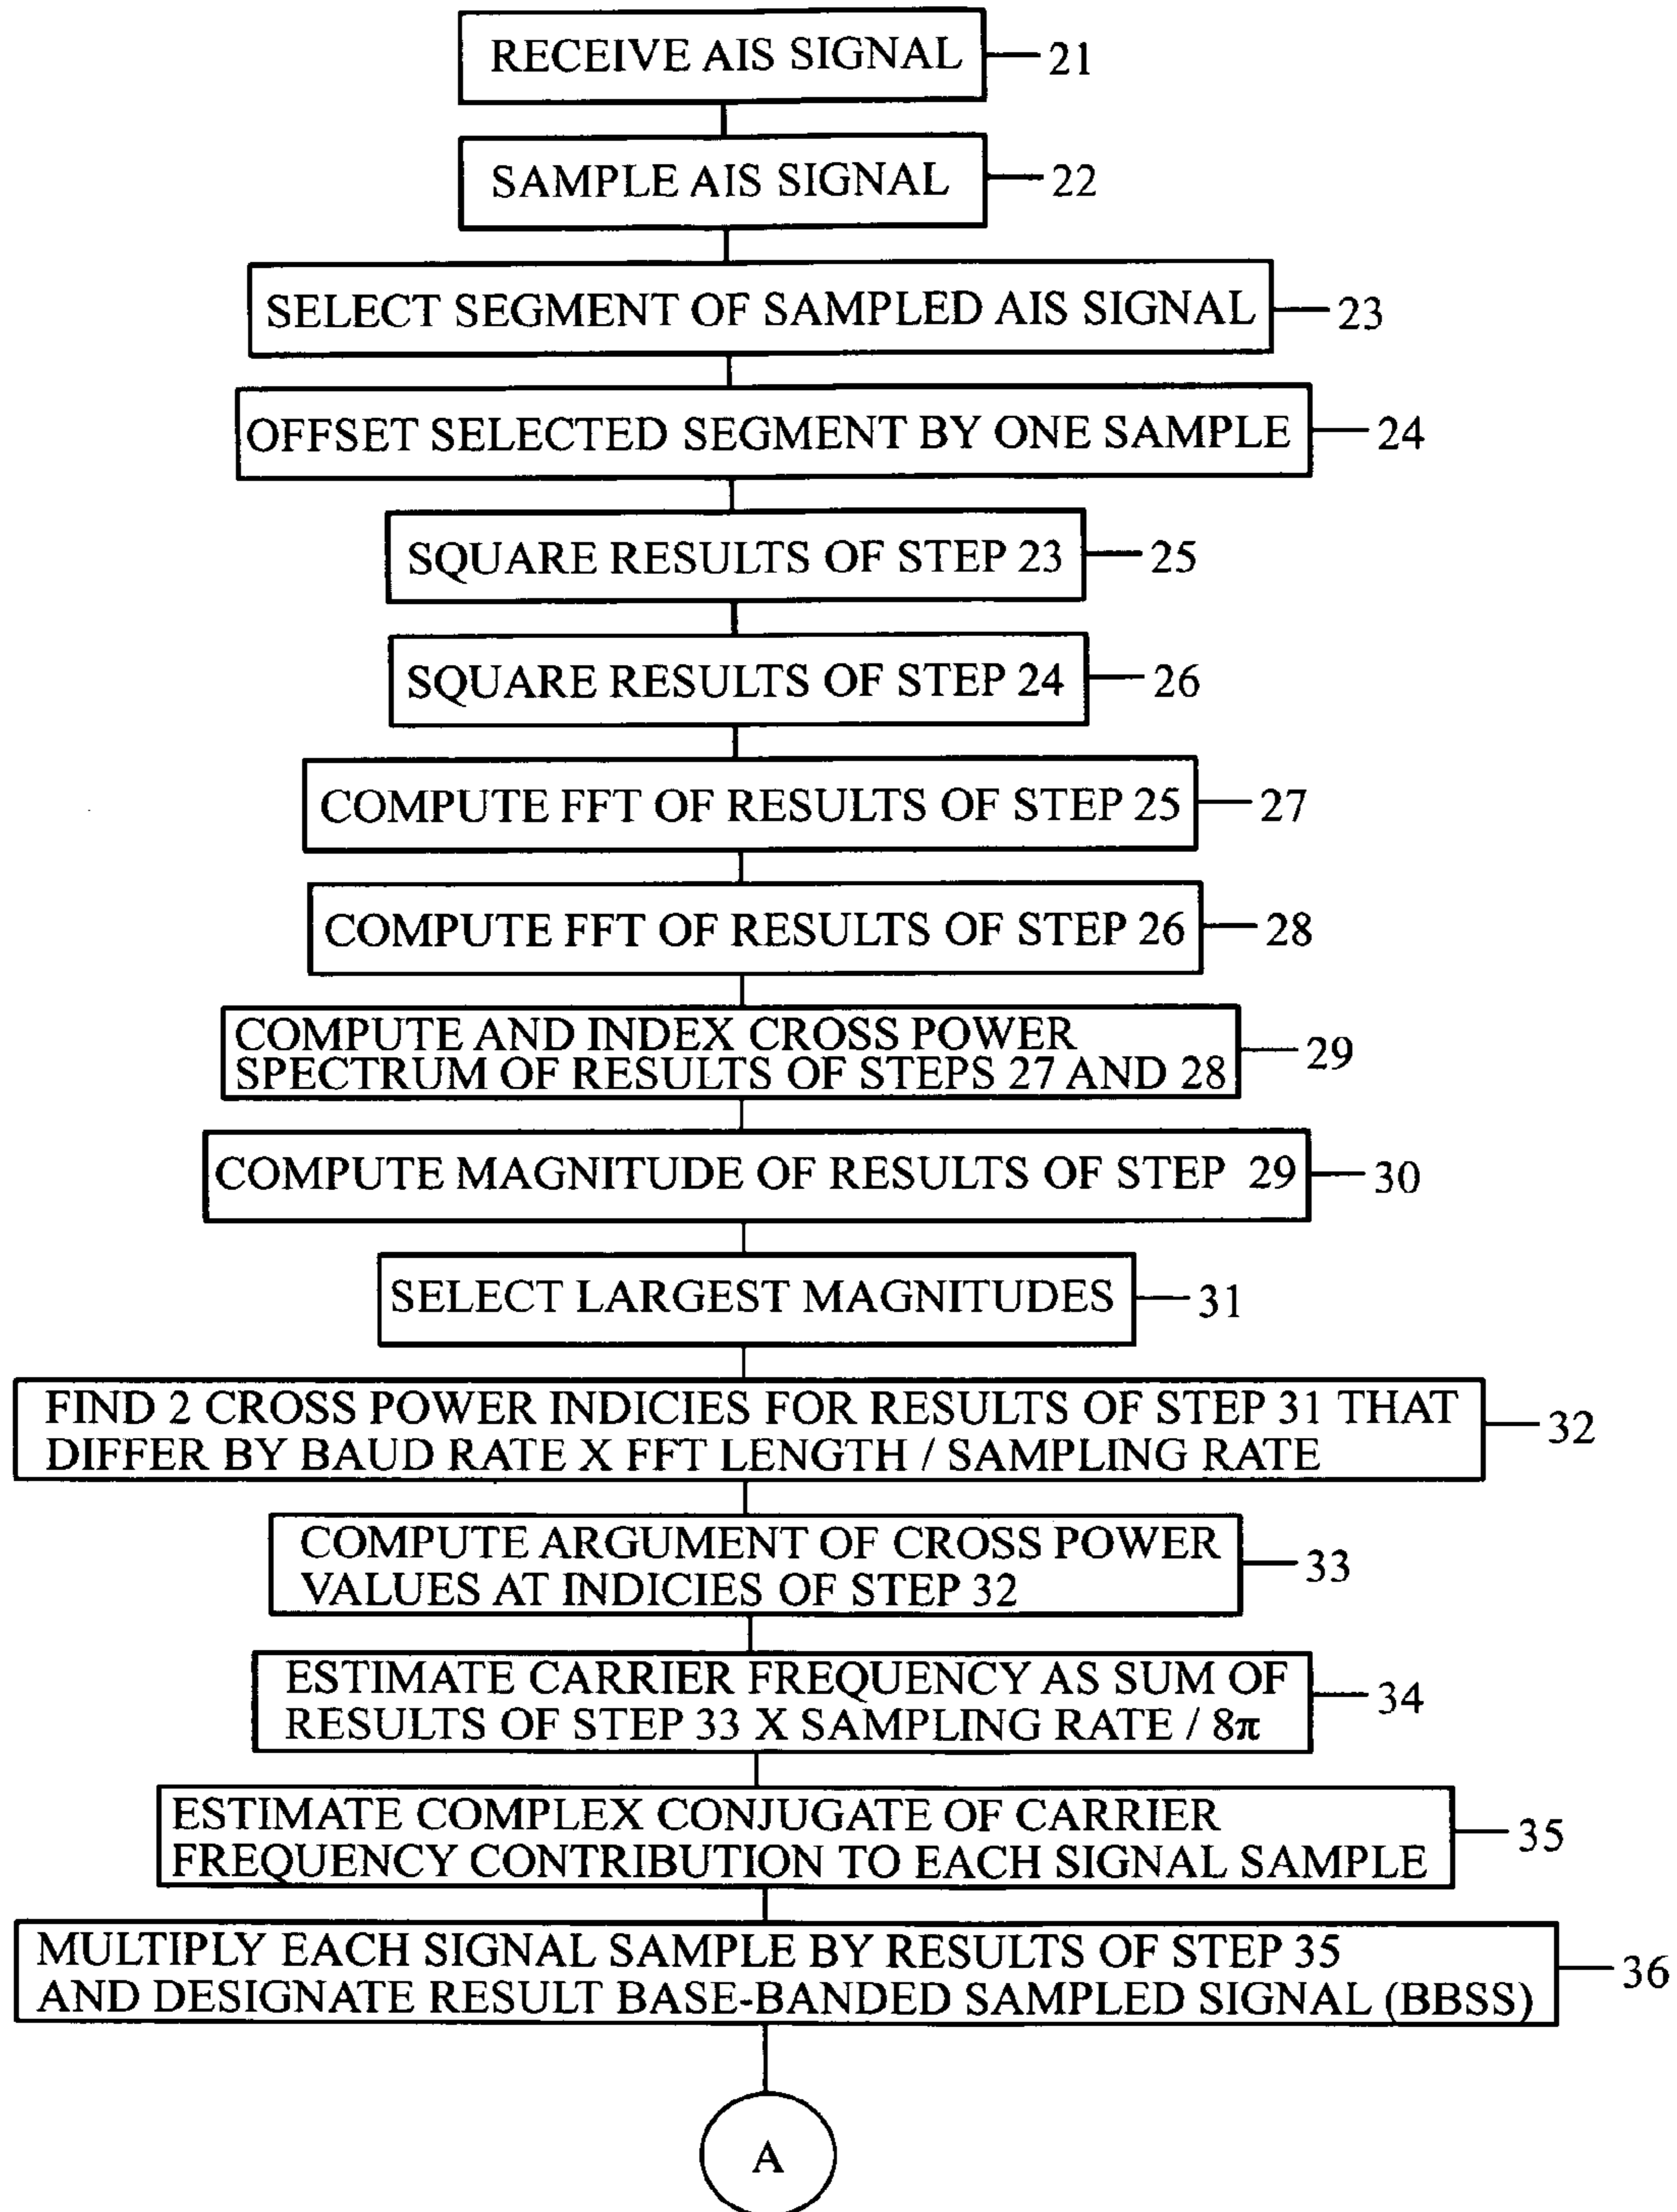 RECEIVE AIS SIGNAL 21
SAMPLE AIS SIGNAL 22
SELECT SEGMENT OF SAMPLED AIS SIGNAL 23
OFFSET SELECTED SEGMENT BY ONE SAMPLE 24
SQUARE RESULTS OF STEP 23 25
SQUARE RESULTS OF STEP 24 26
COMPUTE FFT OF RESULTS OF STEP 25 27
COMPUTE FFT OF RESULTS OF STEP 26 28
COMPUTE AND INDEX CROSS POWER
SPECTRUM OF RESULTS OF STEPS 27 AND 28 29
COMPUTE MAGNITUDE OF RESULTS OF STEP 29 30
SELECT LARGEST MAGNITUDES 31
FIND 2 CROSS POWER INDICIES FOR RESULTS OF STEP 31 THAT
DIFFER BY BAUD RATE X FFT LENGTH / SAMPLING RATE 32
COMPUTE ARGUMENT OF CROSS POWER
VALUES AT INDICIES OF STEP 32 33
ESTIMATE CARRIER FREQUENCY AS SUM OF
RESULTS OF STEP 33 X SAMPLING RATE / 8π 34
ESTIMATE COMPLEX CONJUGATE OF CARRIER
FREQUENCY CONTRIBUTION TO EACH SIGNAL SAMPLE 35
MULTIPLY EACH SIGNAL SAMPLE BY RESULTS OF STEP 35
AND DESIGNATE RESULT BASE-BANDED SAMPLED SIGNAL (BBSS) 36
A